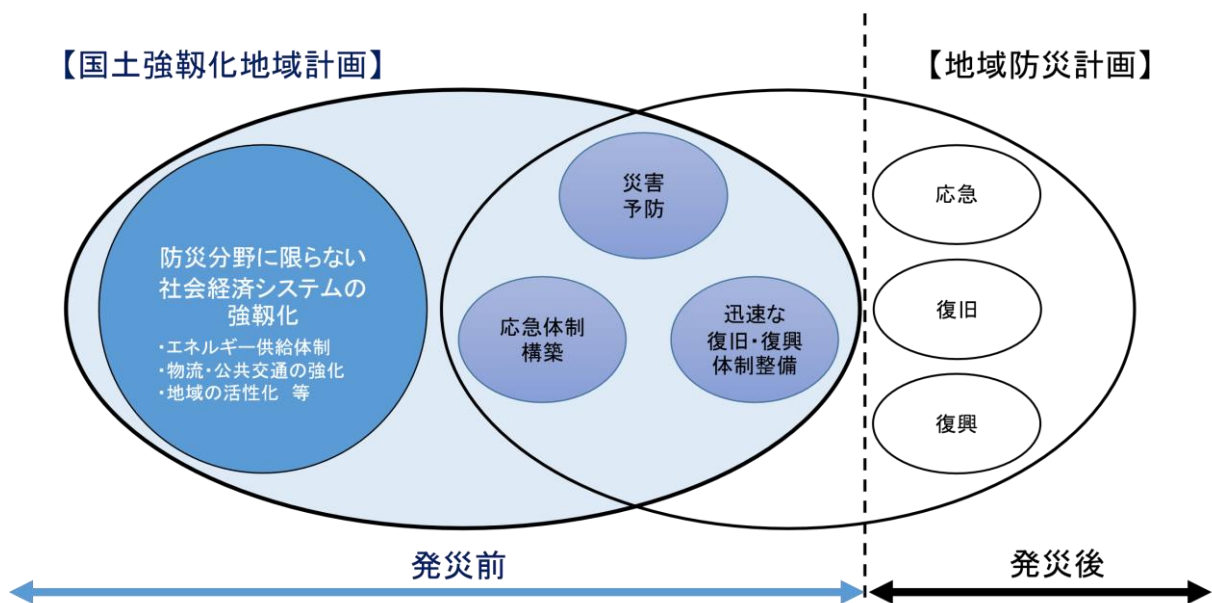 【国土強靱化地域計画】
【地域防災計画】
防災分野に限らない
社会経済システムの
強靱化
・エネルギー供給体制
・物流・公共交通の強化
・地域の活性化 等
災害
予防
応急体制
構築
迅速な
復旧・復興
体制整備
応急
復旧
復興
発災前
発災後